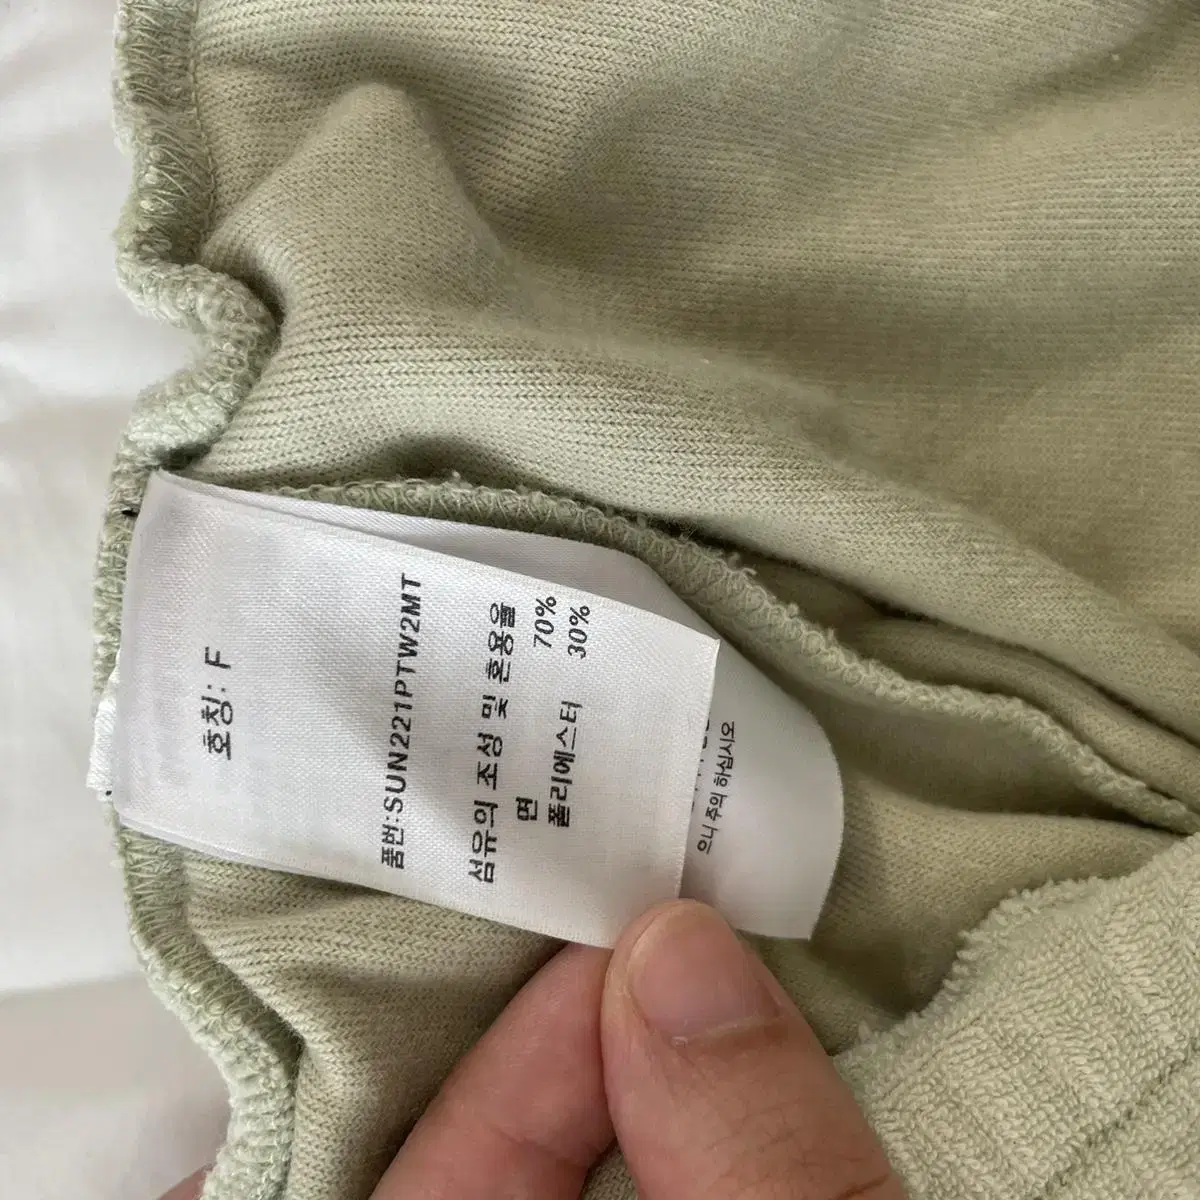 호칭: F
품번:SUN221PTW2MT
섬유의 조성 및 혼용율
면 70%
폴리에스터 30%
으니 주의 하십시오